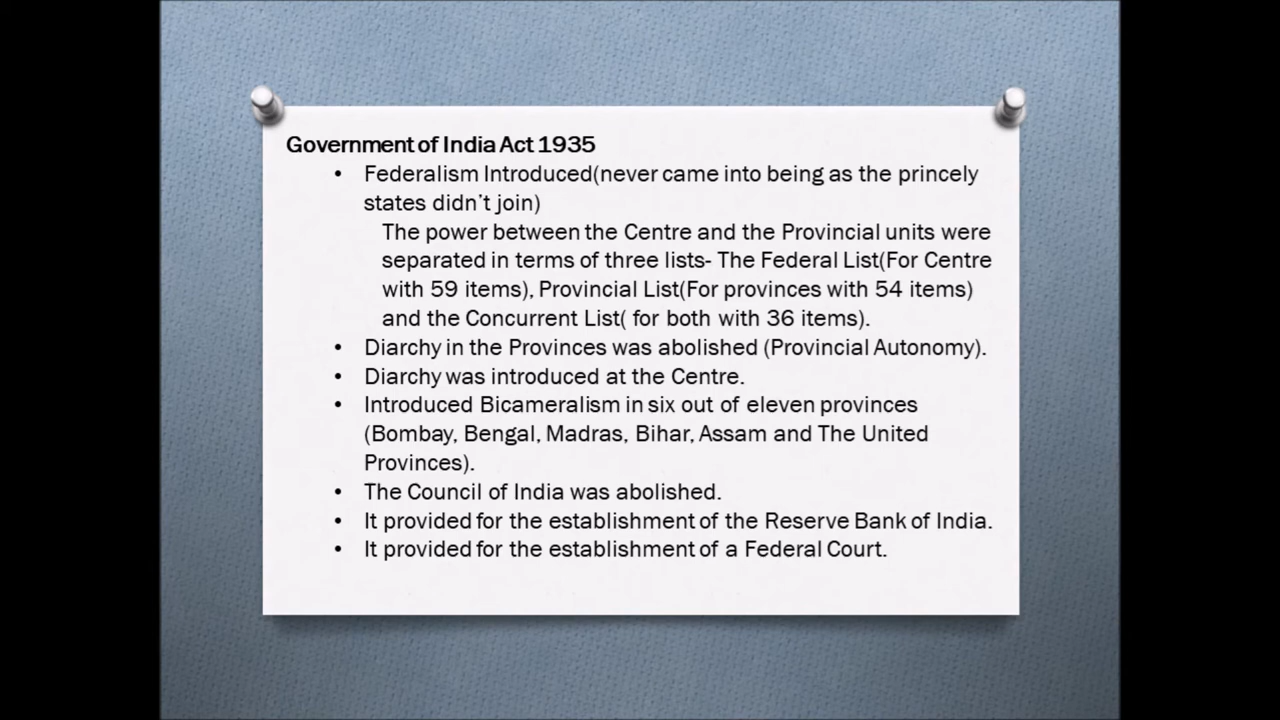 Government of India Act 1935
• Federalism Introduced(never came into being as the princely
states didn't join)
The power between the Centre and the Provincial units were
separated in terms of three lists- The Federal List(For Centre
with 59 items), Provincial List(For provinces with 54 items)
and the Concurrent List( for both with 36 items).
• Diarchy in the Provinces was abolished (Provincial Autonomy).
• Diarchy was introduced at the Centre.
• Introduced Bicameralism in six out of eleven provinces
(Bombay, Bengal, Madras, Bihar, Assam and The United
Provinces).
• The Council of India was abolished.
• It provided for the establishment of the Reserve Bank of India.
• It provided for the establishment of a Federal Court.